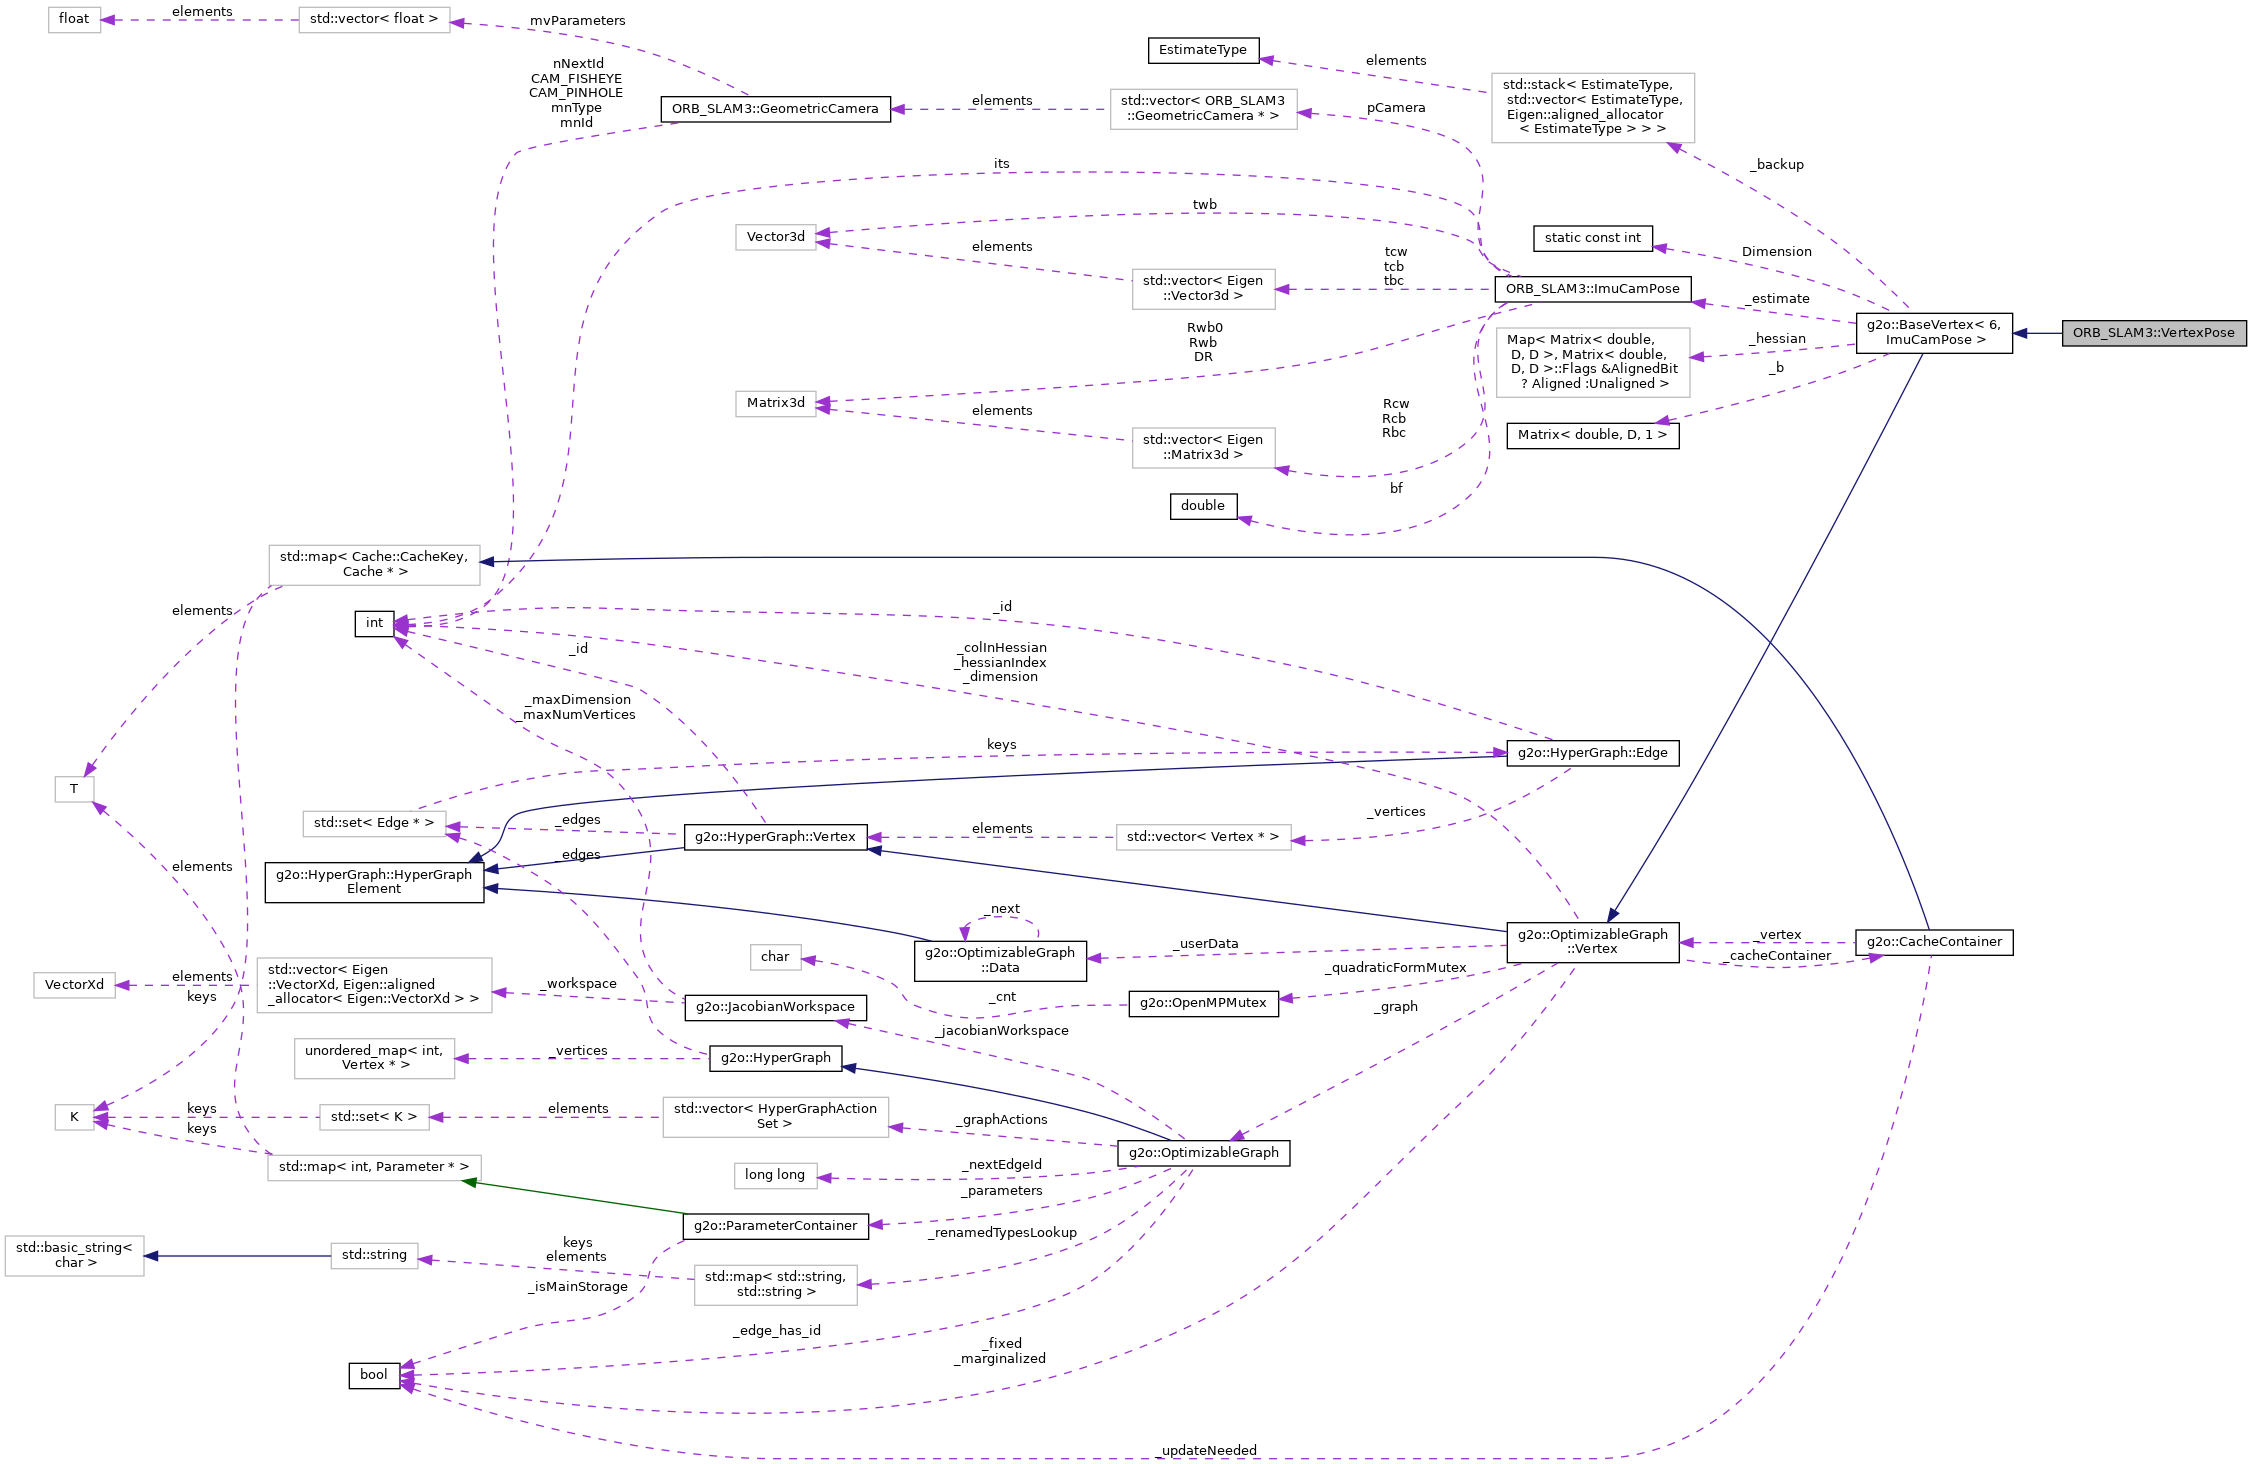 float
elements
std::vector< float >
mvParameters
nNextId
CAM_FISHEYE
CAM_PINHOLE
mnType
mnId
ORB_SLAM3::GeometricCamera
elements
std::vector< ORB_SLAM3
::GeometricCamera * >
EstimateType
elements
pCamera
std::stack< EstimateType,
std::vector< EstimateType,
Eigen::aligned_allocator
< EstimateType > > >
_backup
its
twb
Vector3d
elements
std::vector< Eigen
::Vector3d >
tcw
tcb
tbc
static const int
Dimension
ORB_SLAM3::ImuCamPose
_estimate
g2o::BaseVertex< 6,
ImuCamPose >
ORB_SLAM3::VertexPose
Rwb0
Rwb
DR
Map< Matrix< double,
D, D >, Matrix< double,
D, D >::Flags &AlignedBit
? Aligned :Unaligned >
_hessian
_b
Matrix3d
elements
std::vector< Eigen
::Matrix3d >
Rcw
Rcb
Rbc
Matrix< double, D, 1 >
double
bf
std::map< Cache::CacheKey,
Cache * >
elements
int
_id
_id
_colInHessian
_hessianIndex
_dimension
_maxDimension
_maxNumVertices
keys
g2o::HyperGraph::Edge
T
std::set< Edge * >
_edges
g2o::HyperGraph::Vertex
elements
std::vector< Vertex * >
_vertices
elements
g2o::HyperGraph::HyperGraph
Element
_edges
_next
g2o::OptimizableGraph
::Data
_userData
g2o::OptimizableGraph
::Vertex
_vertex
_cacheContainer
g2o::CacheContainer
char
_quadraticFormMutex
VectorXd
elements
keys
std::vector< Eigen
::VectorXd, Eigen::aligned
_allocator< Eigen::VectorXd > >
_workspace
g2o::JacobianWorkspace
_cnt
g2o::OpenMPMutex
_graph
_jacobianWorkspace
unordered_map< int,
Vertex * >
_vertices
g2o::HyperGraph
K
keys
keys
std::set< K >
elements
std::vector< HyperGraphAction
Set >
_graphActions
g2o::OptimizableGraph
std::map< int, Parameter * >
long long
_nextEdgeId
_parameters
g2o::ParameterContainer
_renamedTypesLookup
std::basic_string<
char >
std::string
keys
elements
std::map< std::string,
std::string >
_isMainStorage
_edge_has_id
_fixed
_marginalized
bool
_updateNeeded